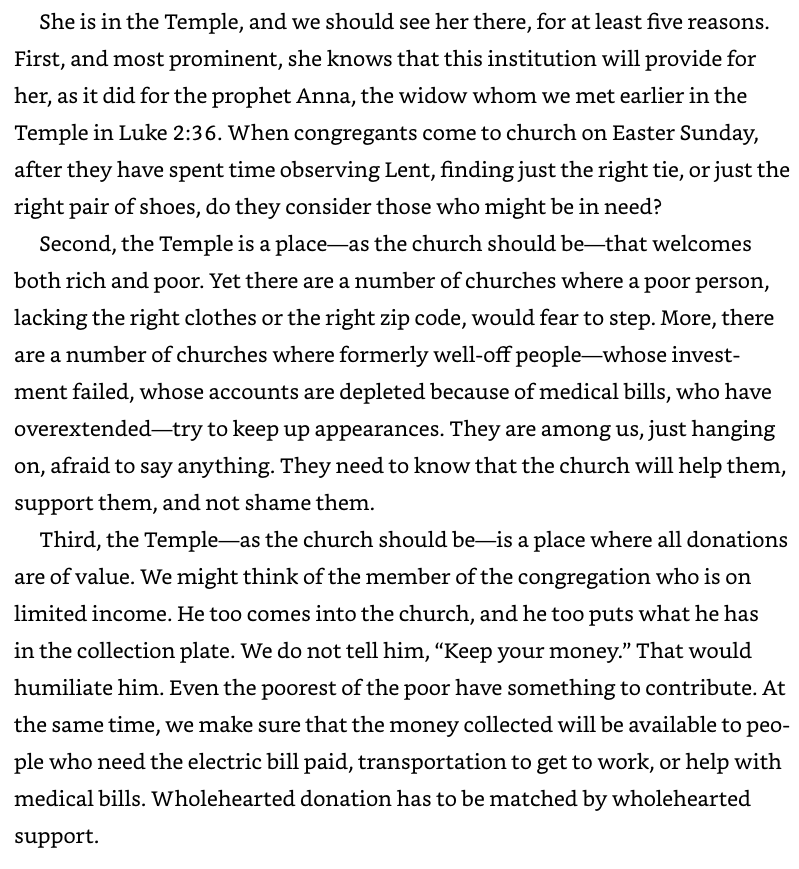 She is in the Temple, and we should see her there, for at least five reasons.
First, and most prominent, she knows that this institution will provide for
her, as it did for the prophet Anna, the widow whom we met earlier in the
Temple in Luke 2:36. When congregants come to church on Easter Sunday,
after they have spent time observing Lent, finding just the right tie, or just the
right pair of shoes, do they consider those who might be in need?
Second, the Temple is a place—as the church should be—that welcomes
both rich and poor. Yet there are a number of churches where a poor person,
lacking the right clothes or the right zip code, would fear to step. More, there
are a number of churches where formerly well-off people—whose invest-
ment failed, whose accounts are depleted because of medical bills, who have
overextended—try to keep up appearances. They are among us, just hanging
on, afraid to say anything. They need to know that the church will help them,
support them, and not shame them.
Third, the Temple—as the church should be—is a place where all donations
are of value. We might think of the member of the congregation who is on
limited income. He too comes into the church, and he too puts what he has
in the collection plate. We do not tell him, “Keep your money.” That would
humiliate him. Even the poorest of the poor have something to contribute. At
the same time, we make sure that the money collected will be available to peo-
ple who need the electric bill paid, transportation to get to work, or help with
medical bills. Wholehearted donation has to be matched by wholehearted
support.